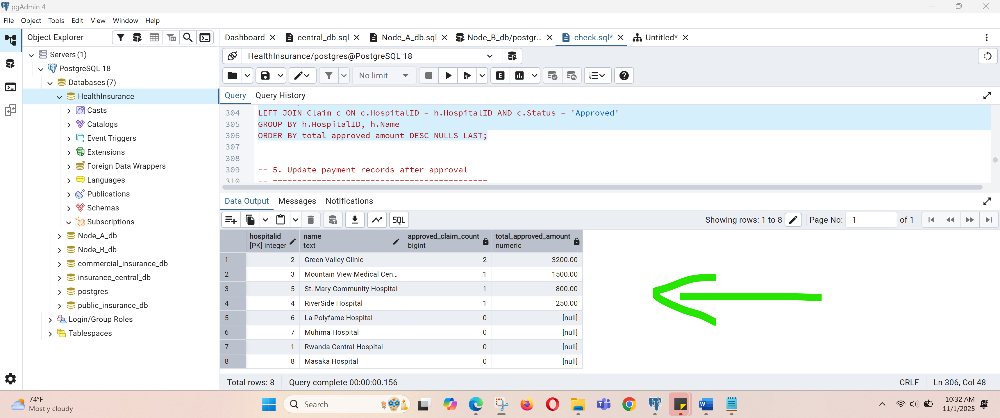 pgAdmin 4
File Object Tools Edit View Window Help
Object Explorer
Dashboard central_db.sql Node_A_db.sql Node_B_db/postgr... check.sql* Untitled*
Servers (1)
PostgreSQL 18
Databases (7)
HealthInsurance
Casts
Catalogs
Event Triggers
Extensions
Foreign Data Wrappers
Languages
Publications
Schemas
Subscriptions
Node_A_db
Node_B_db
commercial_insurance_db
insurance_central_db
postgres
public_insurance_db
Login/Group Roles
Tablespaces
HealthInsurance/postgres@PostgreSQL 18
No limit
E
Query Query History
304 LEFT JOIN Claim c ON c.HospitalID = h.HospitalID AND c.Status = 'Approved'
305 GROUP BY h.HospitalID, h.Name
306 ORDER BY total_approved_amount DESC NULLS LAST;
307
308
309 -- 5. Update payment records after approval
310 -- ============================================
Data Output Messages Notifications
SQL
Showing rows: 1 to 8 Page No: 1 of 1
hospitalid name approved_claim_count total_approved_amount
[PK] integer text bigint numeric
1 2 Green Valley Clinic 2 3200.00
2 3 Mountain View Medical Cen... 1 1500.00
3 5 St. Mary Community Hospital 1 800.00
4 4 RiverSide Hospital 1 250.00
5 6 La Polyfame Hospital 0 [null]
6 7 Muhima Hospital 0 [null]
7 1 Rwanda Central Hospital 0 [null]
8 8 Masaka Hospital 0 [null]
Total rows: 8 Query complete 00:00:00.156 CRLF Ln 306, Col 48
74°F
Mostly cloudy
Search
10:32 AM
11/1/2025